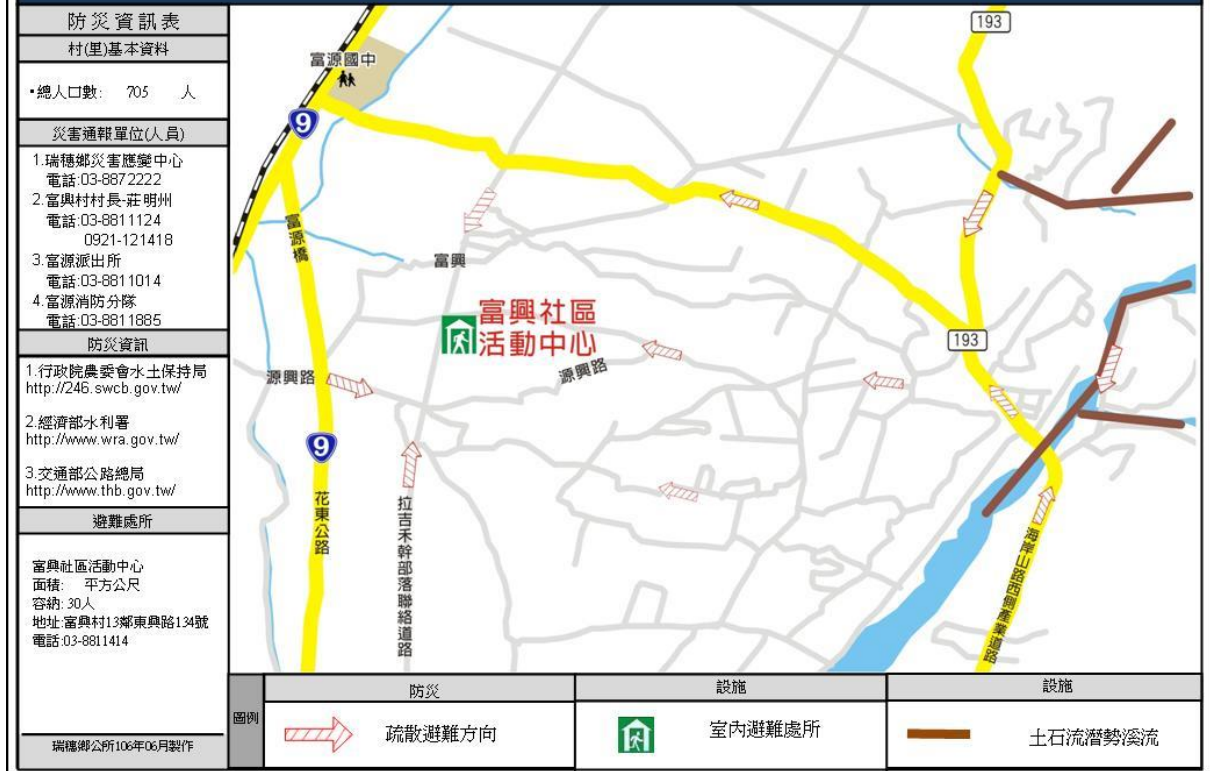 防災資訊表
村(里)基本資料
▪總人口數: 705 人
災害通報單位(人員)
1.瑞穗鄉災害應變中心
電話:03-8872222
2.富興村村長-莊明州
電話:03-8811124
0921-121418
3.富源派出所
電話:03-8811014
4.富源消防分隊
電話:03-8811885
防災資訊
1.行政院農委會水土保持局
http://246.swcb.gov.tw/
2.經濟部水利署
http://www.wra.gov.tw/
3.交通部公路總局
http://www.thb.gov.tw/
避難處所
富興社區活動中心
面積: 平方公尺
容納:30人
地址:富興村13鄰東興路134號
電話:03-8811414
瑞穗鄉公所106年06月製作
193
富源國中
9
富源橋
富興
富興社區
活動中心
193
源興路
源興路
9
花東公路
拉吉禾幹部落聯絡道路
海岸山路西側產業道路
圖例
防災
疏散避難方向
設施
室內避難處所
設施
土石流潛勢溪流